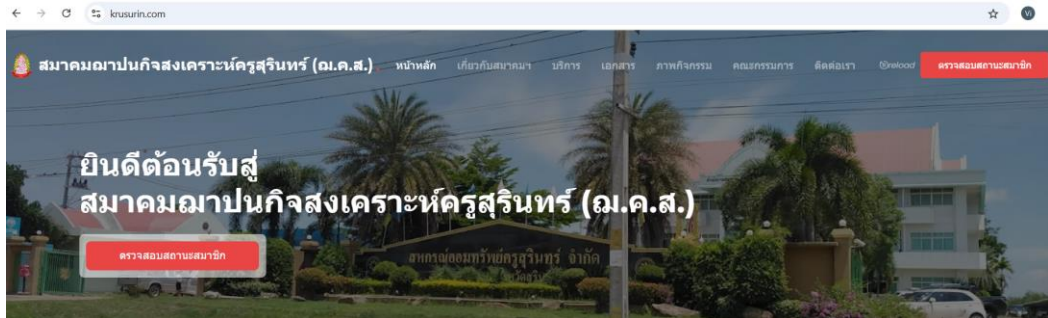 krusurin.com
Vi
สมาคมฌาปนกิจสงเคราะห์ครูสุรินทร์ (ฌ.ค.ส.)
หน้าหลัก เกี่ยวกับสมาคมฯ บริการ เอกสาร ภาพกิจกรรม คณะกรรมการ ติดต่อเรา reload
ตรวจสอบสถานะสมาชิก
ยินดีต้อนรับสู่
สมาคมฌาปนกิจสงเคราะห์ครูสุรินทร์ (ฌ.ค.ส.)
ตรวจสอบสถานะสมาชิก
สหกรณ์ออมทรัพย์ครูสุรินทร์ จำกัด